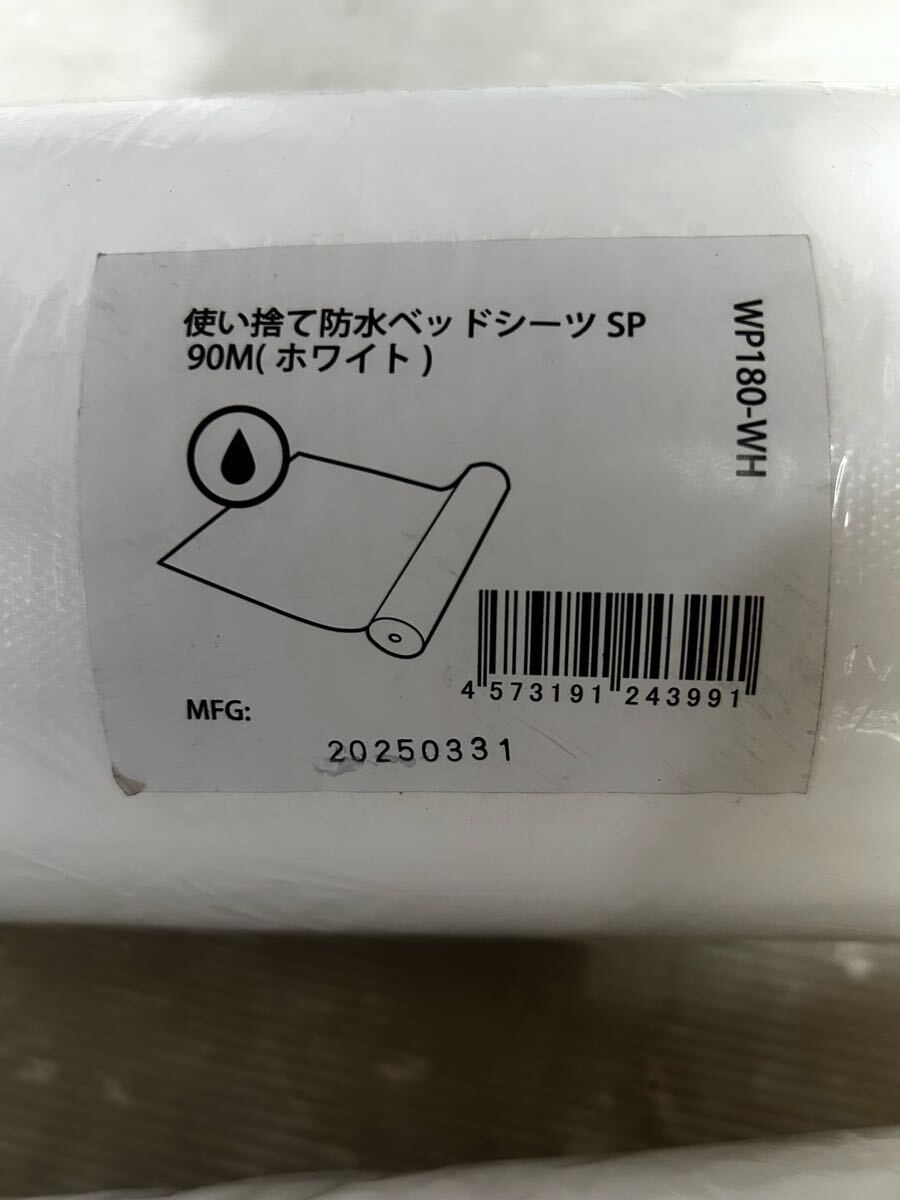 使い捨て防水ベッドシーツ SP
90M( ホワイト )
WP180-WH
4 573191 243991
MFG:
20250331